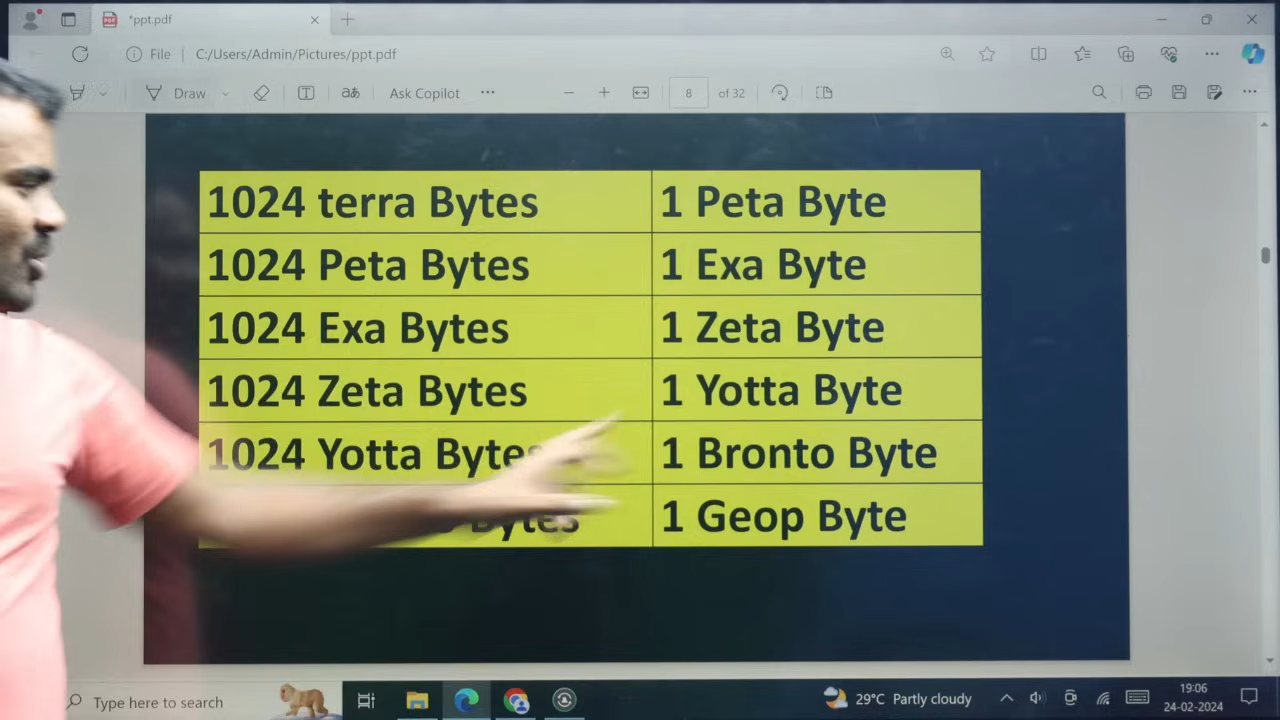 *ppt.pdf
File
C:/Users/Admin/Pictures/ppt.pdf
Draw
aあ
Ask Copilot
8 of 32
1024 terra Bytes 1 Peta Byte
1024 Peta Bytes 1 Exa Byte
1024 Exa Bytes 1 Zeta Byte
1024 Zeta Bytes 1 Yotta Byte
1024 Yotta Bytes 1 Bronto Byte
Bytes 1 Geop Byte
Type here to search
29°C Partly cloudy
19:06
24-02-2024